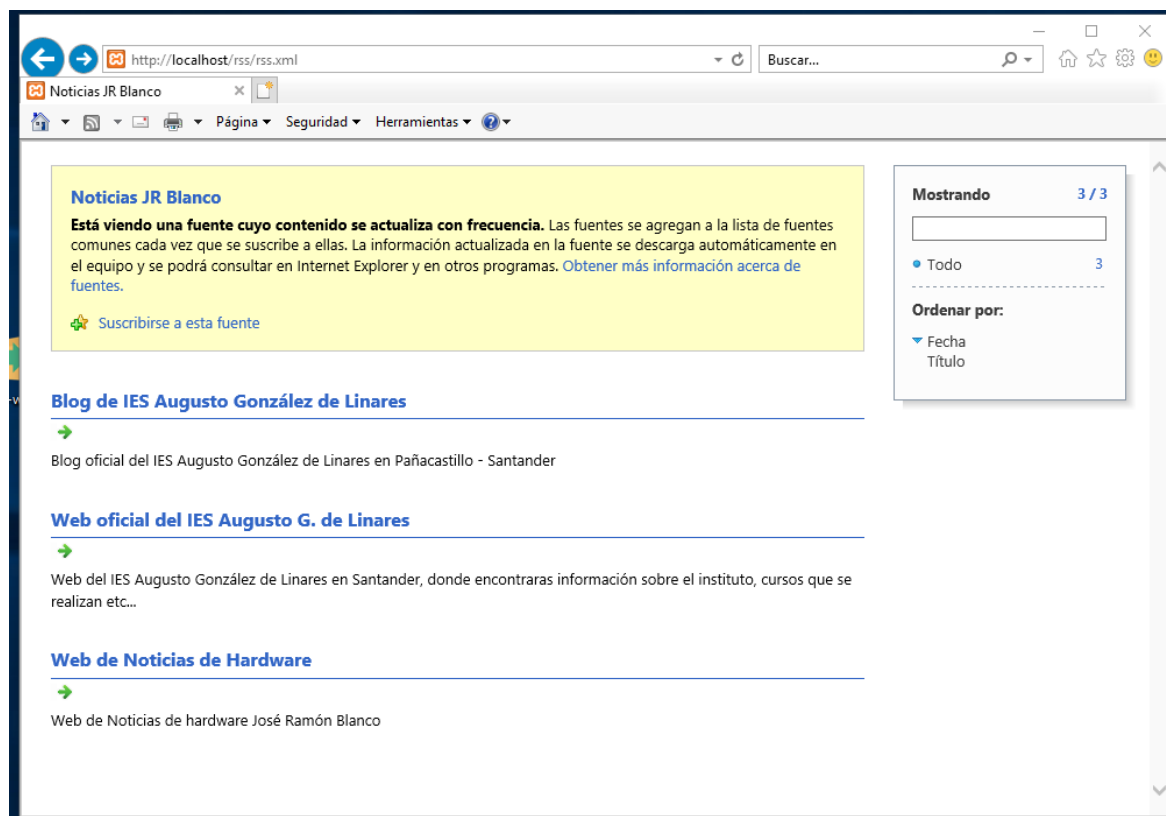 http://localhost/rss/rss.xml
Buscar...
Noticias JR Blanco
Página
Seguridad
Herramientas
Noticias JR Blanco
Está viendo una fuente cuyo contenido se actualiza con frecuencia. Las fuentes se agregan a la lista de fuentes
comunes cada vez que se suscribe a ellas. La información actualizada en la fuente se descarga automáticamente en
el equipo y se podrá consultar en Internet Explorer y en otros programas. Obtener más información acerca de
fuentes.
Suscribirse a esta fuente
Mostrando 3 / 3
Todo 3
Ordenar por:
Fecha
Título
Blog de IES Augusto González de Linares
Blog oficial del IES Augusto González de Linares en Pañacastillo - Santander
Web oficial del IES Augusto G. de Linares
Web del IES Augusto González de Linares en Santander, donde encontraras información sobre el instituto, cursos que se
realizan etc...
Web de Noticias de Hardware
Web de Noticias de hardware José Ramón Blanco